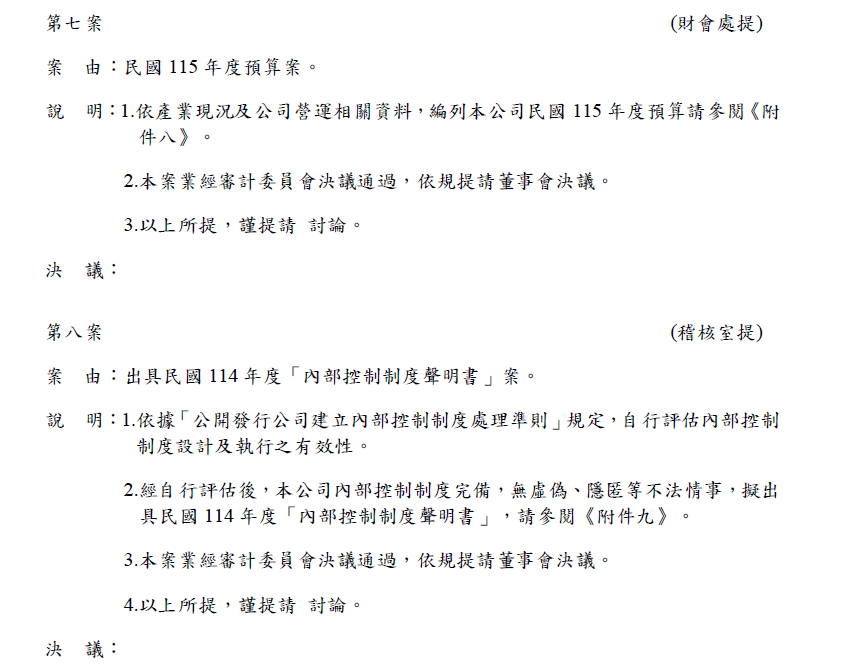 第七案 (財會處提)
案 由：民國 115 年度預算案。
說 明：1.依產業現況及公司營運相關資料，編列本公司民國 115 年度預算請參閱《附
件八》。
2.本案業經審計委員會決議通過，依規提請董事會決議。
3.以上所提，謹提請 討論。
決 議：
第八案 (稽核室提)
案 由：出具民國 114 年度「內部控制制度聲明書」案。
說 明：1.依據「公開發行公司建立內部控制制度處理準則」規定，自行評估內部控制
制度設計及執行之有效性。
2.經自行評估後，本公司內部控制制度完備，無虛偽、隱匿等不法情事，擬出
具民國 114 年度「內部控制制度聲明書」，請參閱《附件九》。
3.本案業經審計委員會決議通過，依規提請董事會決議。
4.以上所提，謹提請 討論。
決 議：